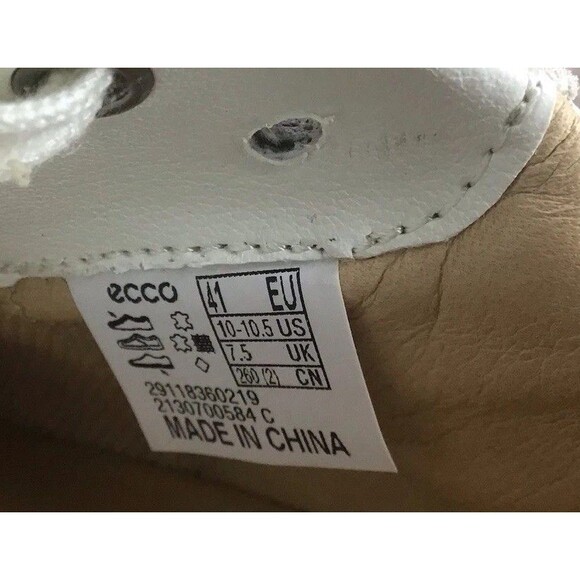 ecco
41 EU
10-10.5 US
7.5 UK
260 (2) CN
29118360219
2130700584 C
MADE IN CHINA